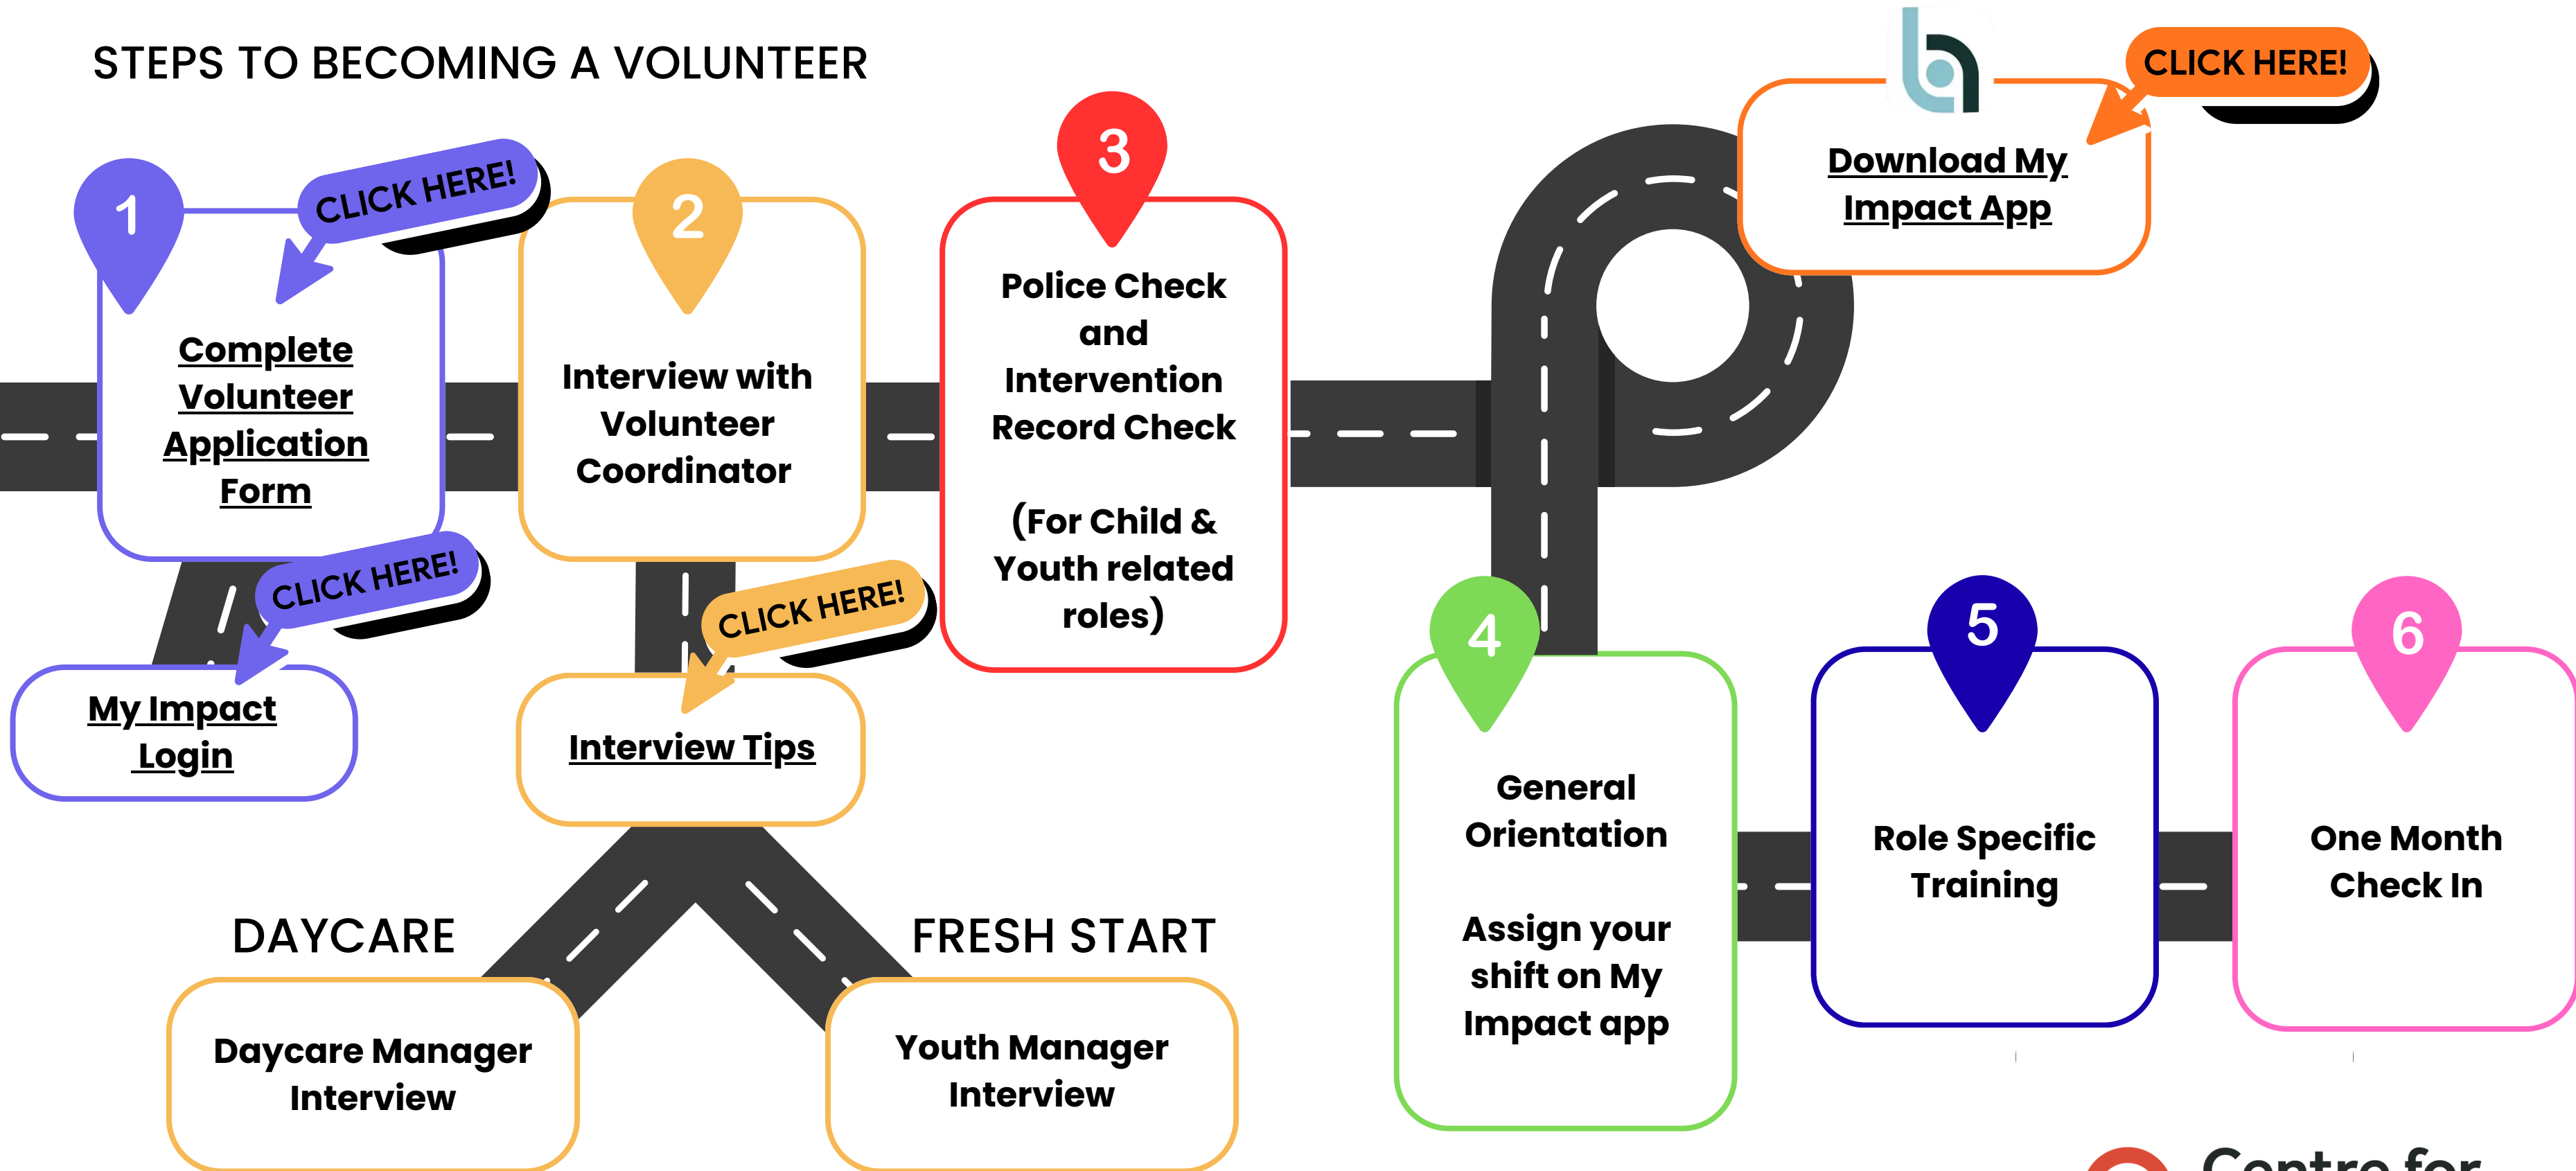 STEPS TO BECOMING A VOLUNTEER
1
CLICK HERE!
Complete
Volunteer
Application
Form
CLICK HERE!
My Impact
Login
2
Interview with
Volunteer
Coordinator
CLICK HERE!
Interview Tips
DAYCARE
Daycare Manager
Interview
FRESH START
Youth Manager
Interview
3
Police Check
and
Intervention
Record Check
(For Child &
Youth related
roles)
CLICK HERE!
Download My
Impact App
4
General
Orientation
Assign your
shift on My
Impact app
5
Role Specific
Training
6
One Month
Check In
Centre for